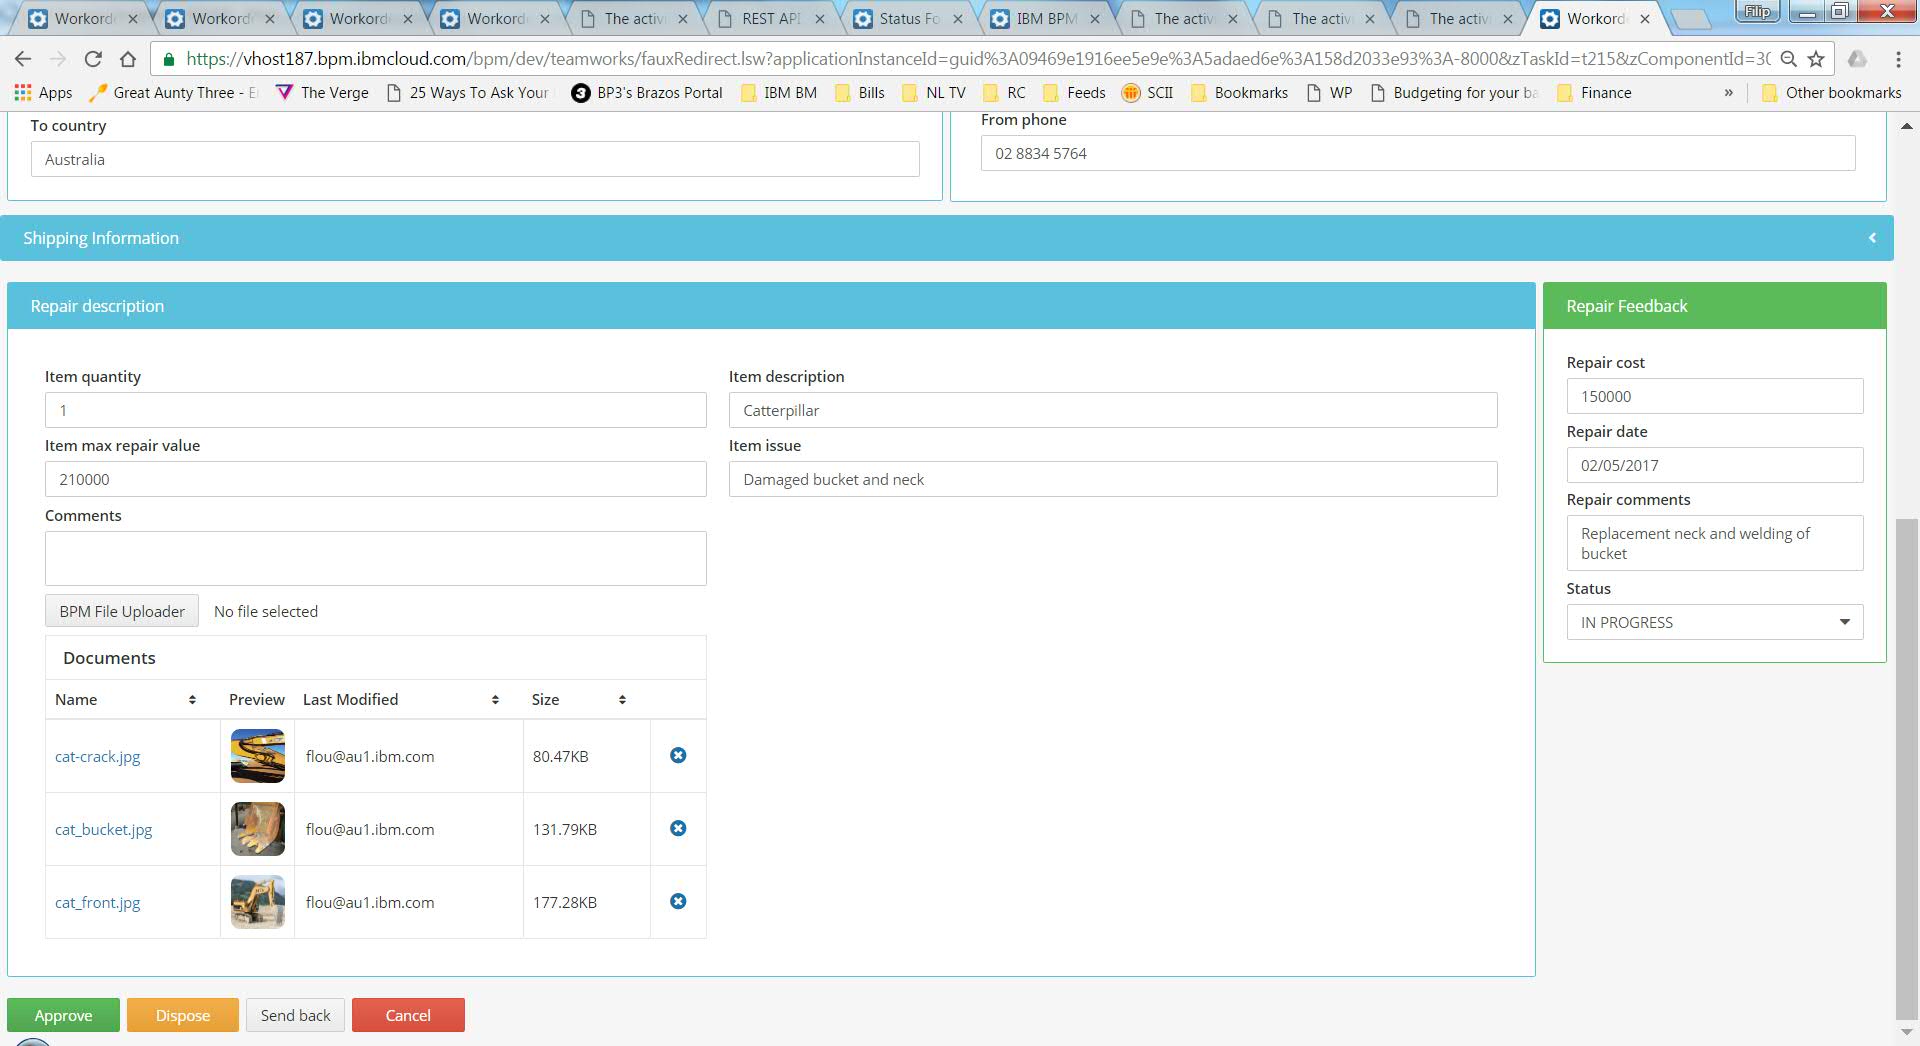 Workord
Workord
Workord
Workord
The activ
REST API
Status Fo
IBM BPM
The activ
The activ
The activ
Workord
Filip
https://vhost187.bpm.ibmcloud.com/bpm/dev/teamworks/fauxRedirect.lsw?applicationInstanceId=guid%3A09469e1916ee5e9e%3A5adaed6e%3A158d2033e93%3A-8000&zTaskId=t215&zComponentId=30
Apps
Great Aunty Three - E
The Verge
25 Ways To Ask Your
BP3's Brazos Portal
IBM BM
Bills
NL TV
RC
Feeds
SCII
Bookmarks
WP
Budgeting for your ba
Finance
»
Other bookmarks
To country
Australia
From phone
02 8834 5764
Shipping Information
Repair description
Item quantity
1
Item description
Catterpillar
Item max repair value
210000
Item issue
Damaged bucket and neck
Comments
BPM File Uploader No file selected
Documents
Name Preview Last Modified Size
cat-crack.jpg flou@au1.ibm.com 80.47KB
cat_bucket.jpg flou@au1.ibm.com 131.79KB
cat_front.jpg flou@au1.ibm.com 177.28KB
Repair Feedback
Repair cost
150000
Repair date
02/05/2017
Repair comments
Replacement neck and welding of
bucket
Status
IN PROGRESS
Approve Dispose Send back Cancel